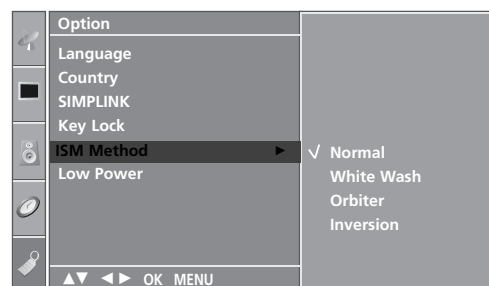 Option
Language
Country
SIMPLINK
Key Lock
ISM Method ►
Low Power
√ Normal
White Wash
Orbiter
Inversion
▲▼ ◄► OK MENU